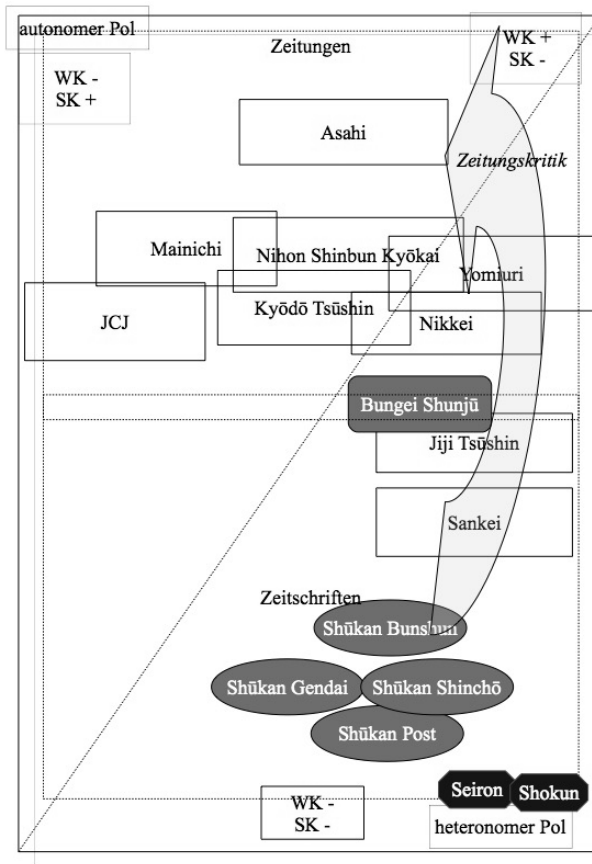 autonomer Pol
Zeitungen
WK +
SK -
WK -
SK +
Asahi
Zeitungskritik
Mainichi
Nihon Shinbun Kyōkai
Yomiuri
JCJ
Kyōdō Tsūshin
Nikkei
Bungei Shunjū
Jiji Tsūshin
Sankei
Zeitschriften
Shūkan Bunshun
Shūkan Gendai
Shūkan Shinchō
Shūkan Post
Seiron
Shokun
WK -
SK -
heteronomer Pol